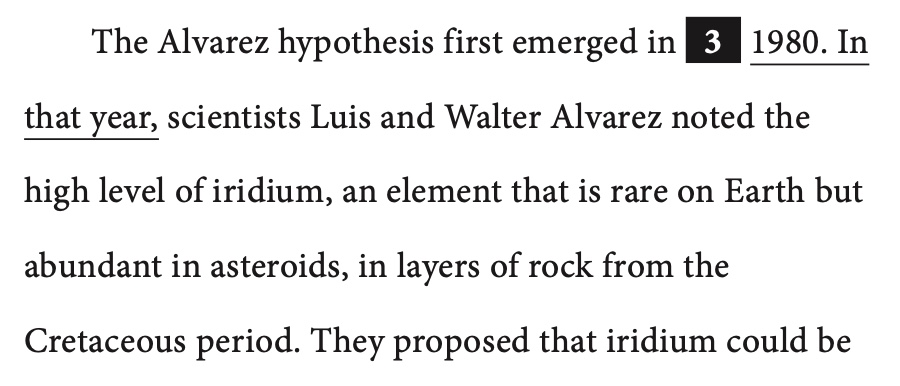 The Alvarez hypothesis first emerged in 3 1980. In
that year, scientists Luis and Walter Alvarez noted the
high level of iridium, an element that is rare on Earth but
abundant in asteroids, in layers of rock from the
Cretaceous period. They proposed that iridium could be